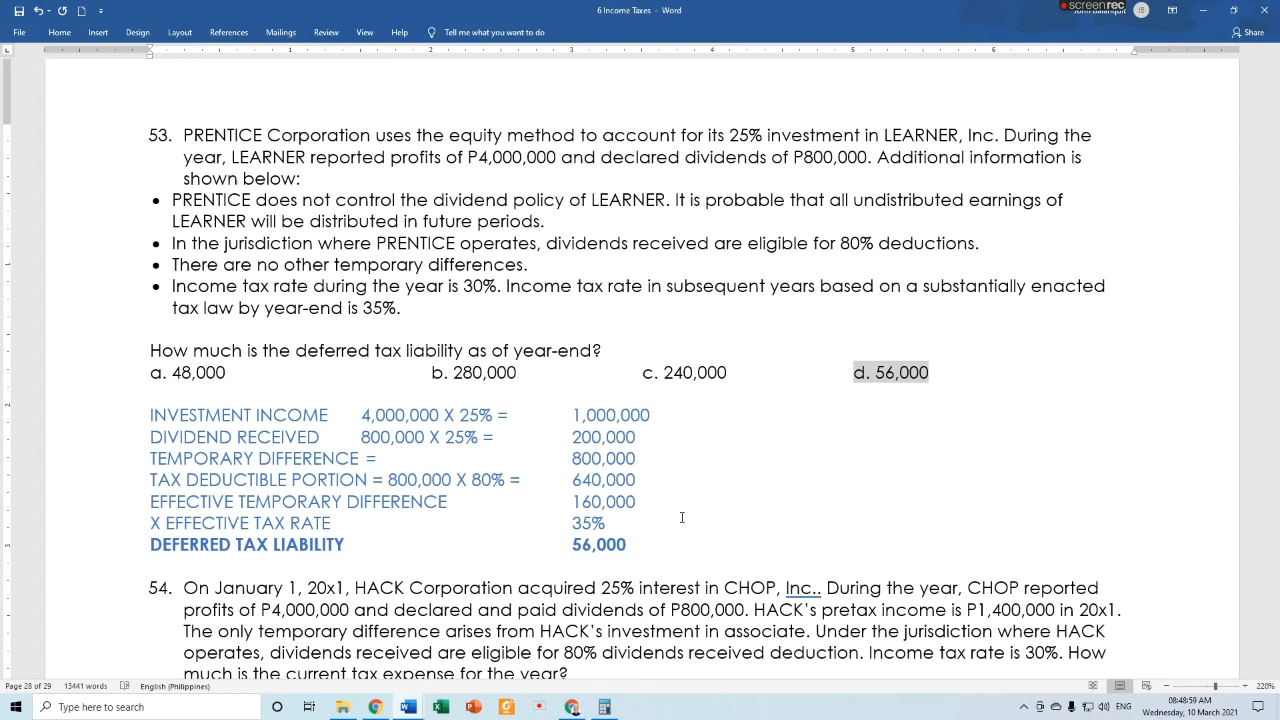 6 Income Taxes - Word
screenrec
JB
File Home Insert Design Layout References Mailings Review View Help Tell me what you want to do Share
1 2 3 4 5 6
53. PRENTICE Corporation uses the equity method to account for its 25% investment in LEARNER, Inc. During the
year, LEARNER reported profits of P4,000,000 and declared dividends of P800,000. Additional information is
shown below:
• PRENTICE does not control the dividend policy of LEARNER. It is probable that all undistributed earnings of
LEARNER will be distributed in future periods.
• In the jurisdiction where PRENTICE operates, dividends received are eligible for 80% deductions.
• There are no other temporary differences.
• Income tax rate during the year is 30%. Income tax rate in subsequent years based on a substantially enacted
tax law by year-end is 35%.
How much is the deferred tax liability as of year-end?
a. 48,000 b. 280,000 c. 240,000 d. 56,000
INVESTMENT INCOME 4,000,000 X 25% = 1,000,000
DIVIDEND RECEIVED 800,000 X 25% = 200,000
TEMPORARY DIFFERENCE = 800,000
TAX DEDUCTIBLE PORTION = 800,000 X 80% = 640,000
EFFECTIVE TEMPORARY DIFFERENCE 160,000
X EFFECTIVE TAX RATE 35%
DEFERRED TAX LIABILITY 56,000
54. On January 1, 20x1, HACK Corporation acquired 25% interest in CHOP, Inc.. During the year, CHOP reported
profits of P4,000,000 and declared and paid dividends of P800,000. HACK's pretax income is P1,400,000 in 20x1.
The only temporary difference arises from HACK's investment in associate. Under the jurisdiction where HACK
operates, dividends received are eligible for 80% dividends received deduction. Income tax rate is 30%. How
much is the current tax expense for the year?
Page 28 of 29 13441 words English (Philippines) 220%
Type here to search ENG 08:48:59 AM
Wednesday, 10 March 2021